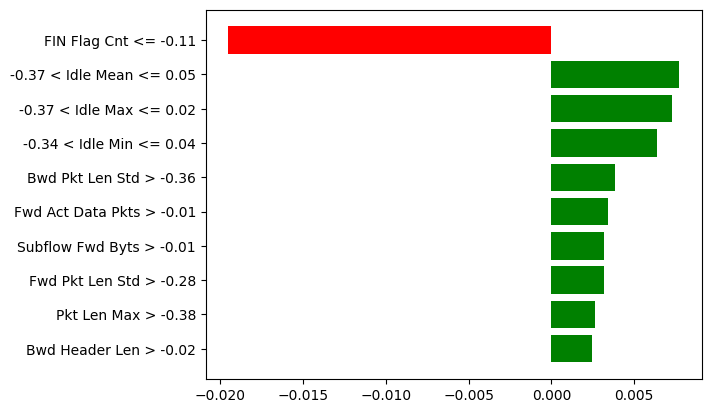 FIN Flag Cnt <= -0.11
-0.37 < Idle Mean <= 0.05
-0.37 < Idle Max <= 0.02
-0.34 < Idle Min <= 0.04
Bwd Pkt Len Std > -0.36
Fwd Act Data Pkts > -0.01
Subflow Fwd Byts > -0.01
Fwd Pkt Len Std > -0.28
Pkt Len Max > -0.38
Bwd Header Len > -0.02
−0.020 −0.015 −0.010 −0.005 0.000 0.005